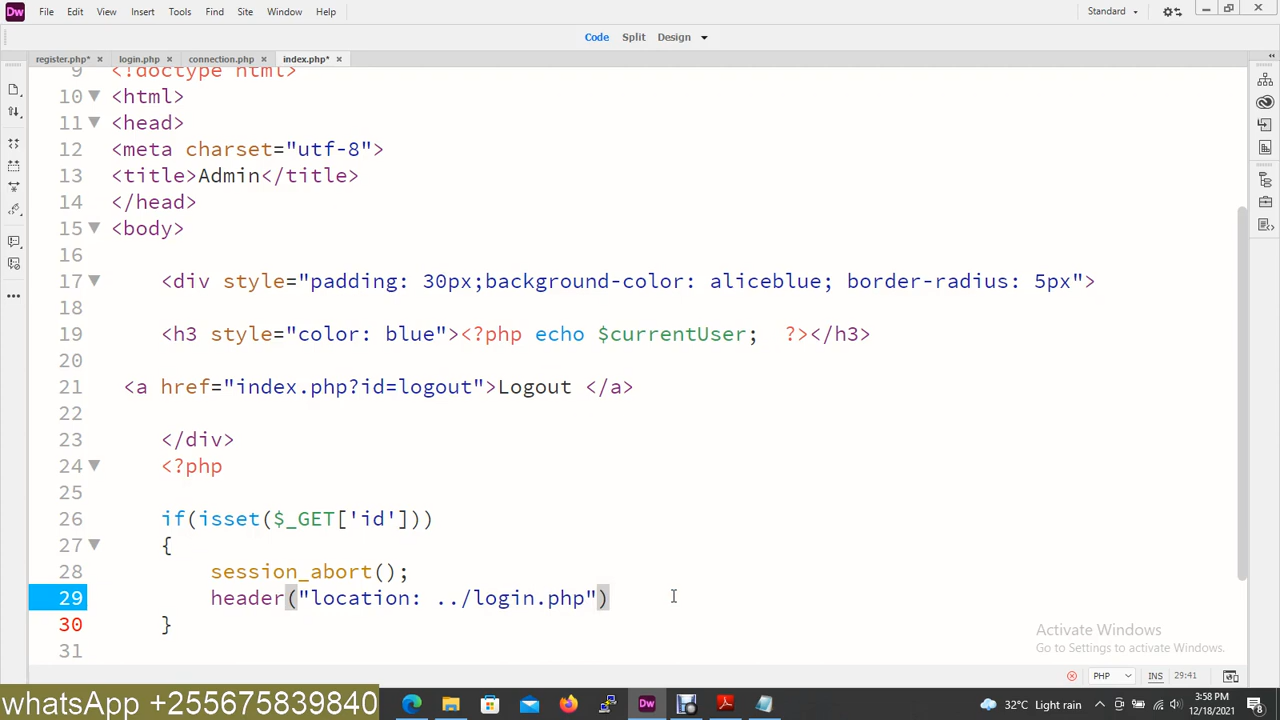 Dw File Edit View Insert Tools Find Site Window Help Standard
Code Split Design
register.php* login.php connection.php index.php*
9 <!doctype html>
10 <html>
11 <head>
12 <meta charset="utf-8">
13 <title>Admin</title>
14 </head>
15 <body>
16
17 <div style="padding: 30px;background-color: aliceblue; border-radius: 5px">
18
19 <h3 style="color: blue"><?php echo $currentUser;  ?></h3>
20
21 <a href="index.php?id=logout">Logout </a>
22
23 </div>
24 <?php
25
26 if(isset($_GET['id']))
27 {
28 session_abort();
29 header("location: ../login.php")
30 }
31
Activate Windows
Go to Settings to activate Windows.
PHP INS 29:41
whatsApp +255675839840
Dw
32°C Light rain
3:58 PM
12/18/2021
8